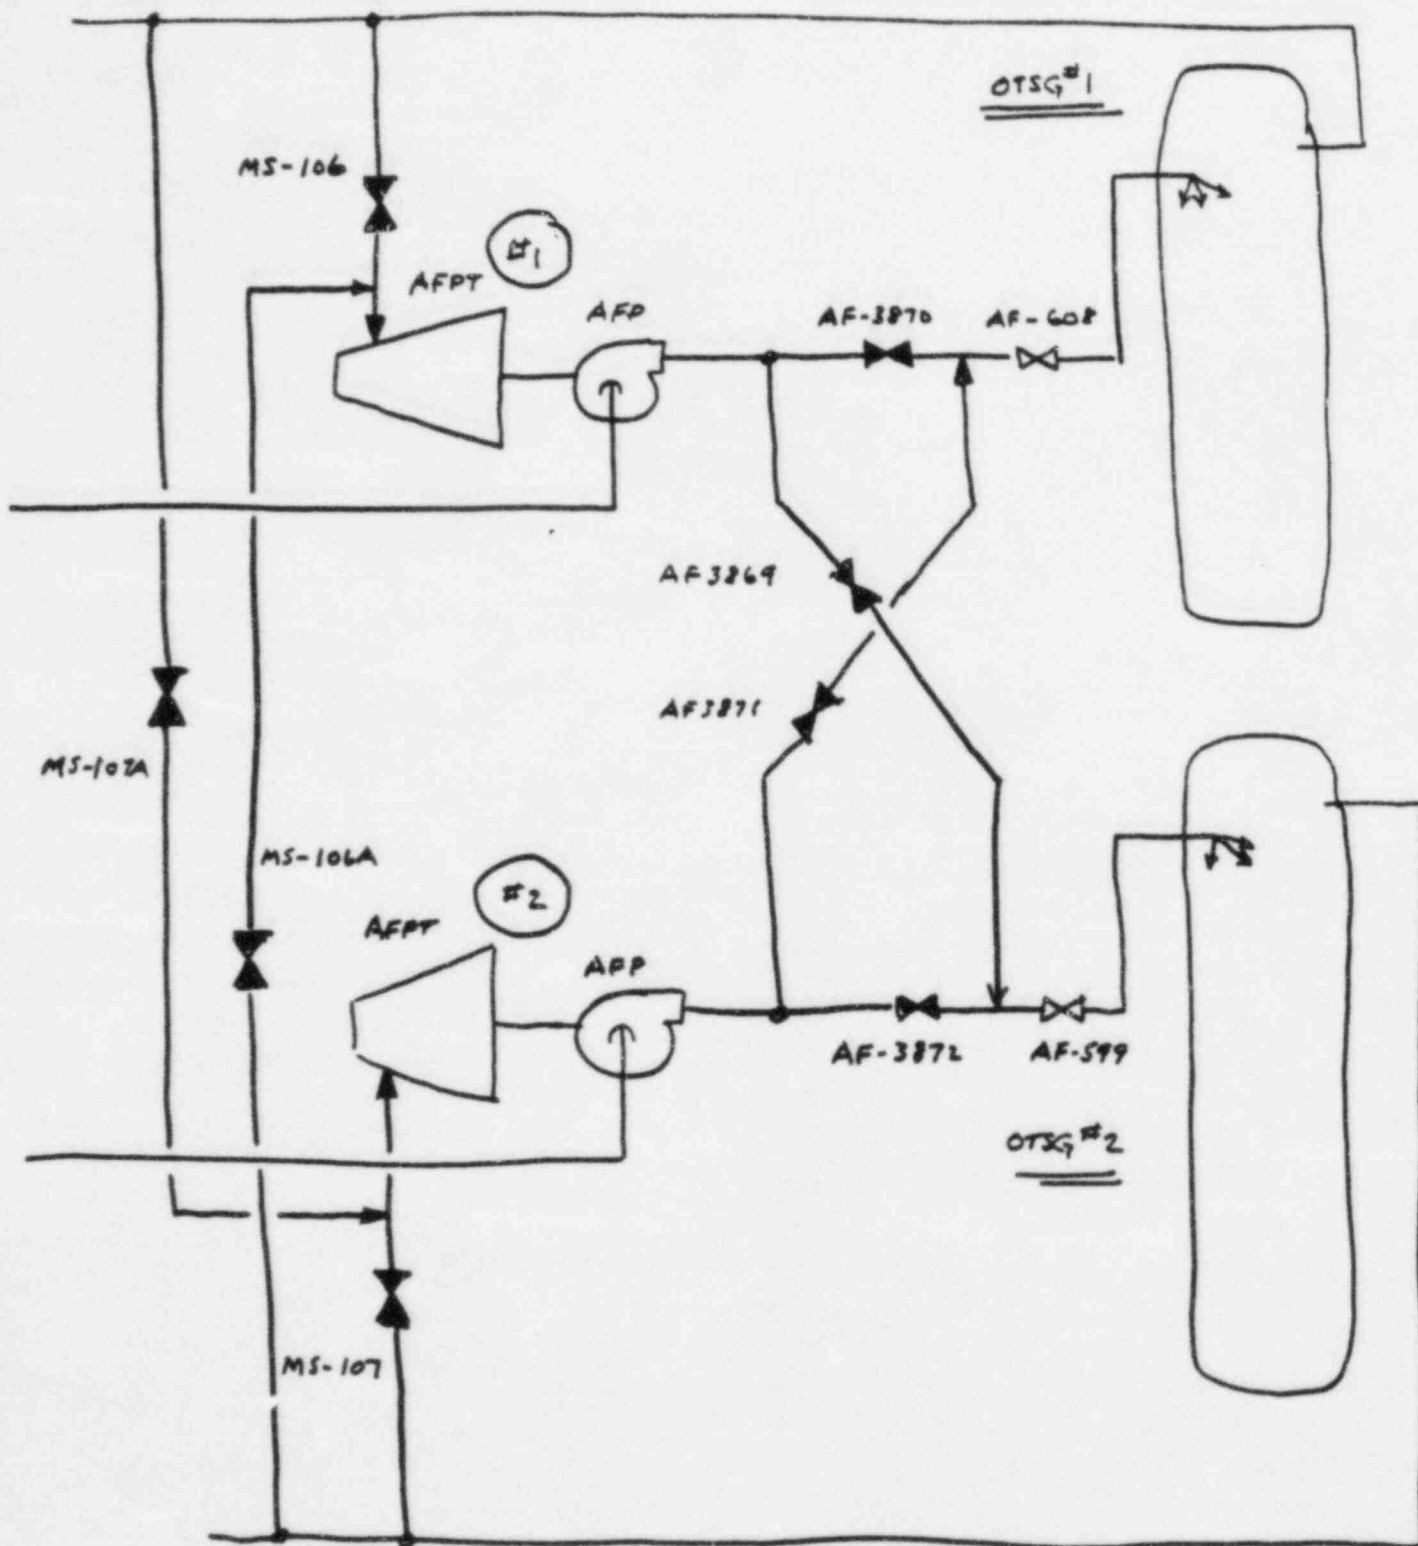 OTSG #1
MS-106
#1
AFPT
AFP
AF-3870
AF-608
AF3869
AF3871
MS-107A
MS-106A
#2
AFPT
AFP
AF-3872
AF-599
OTSG #2
MS-107